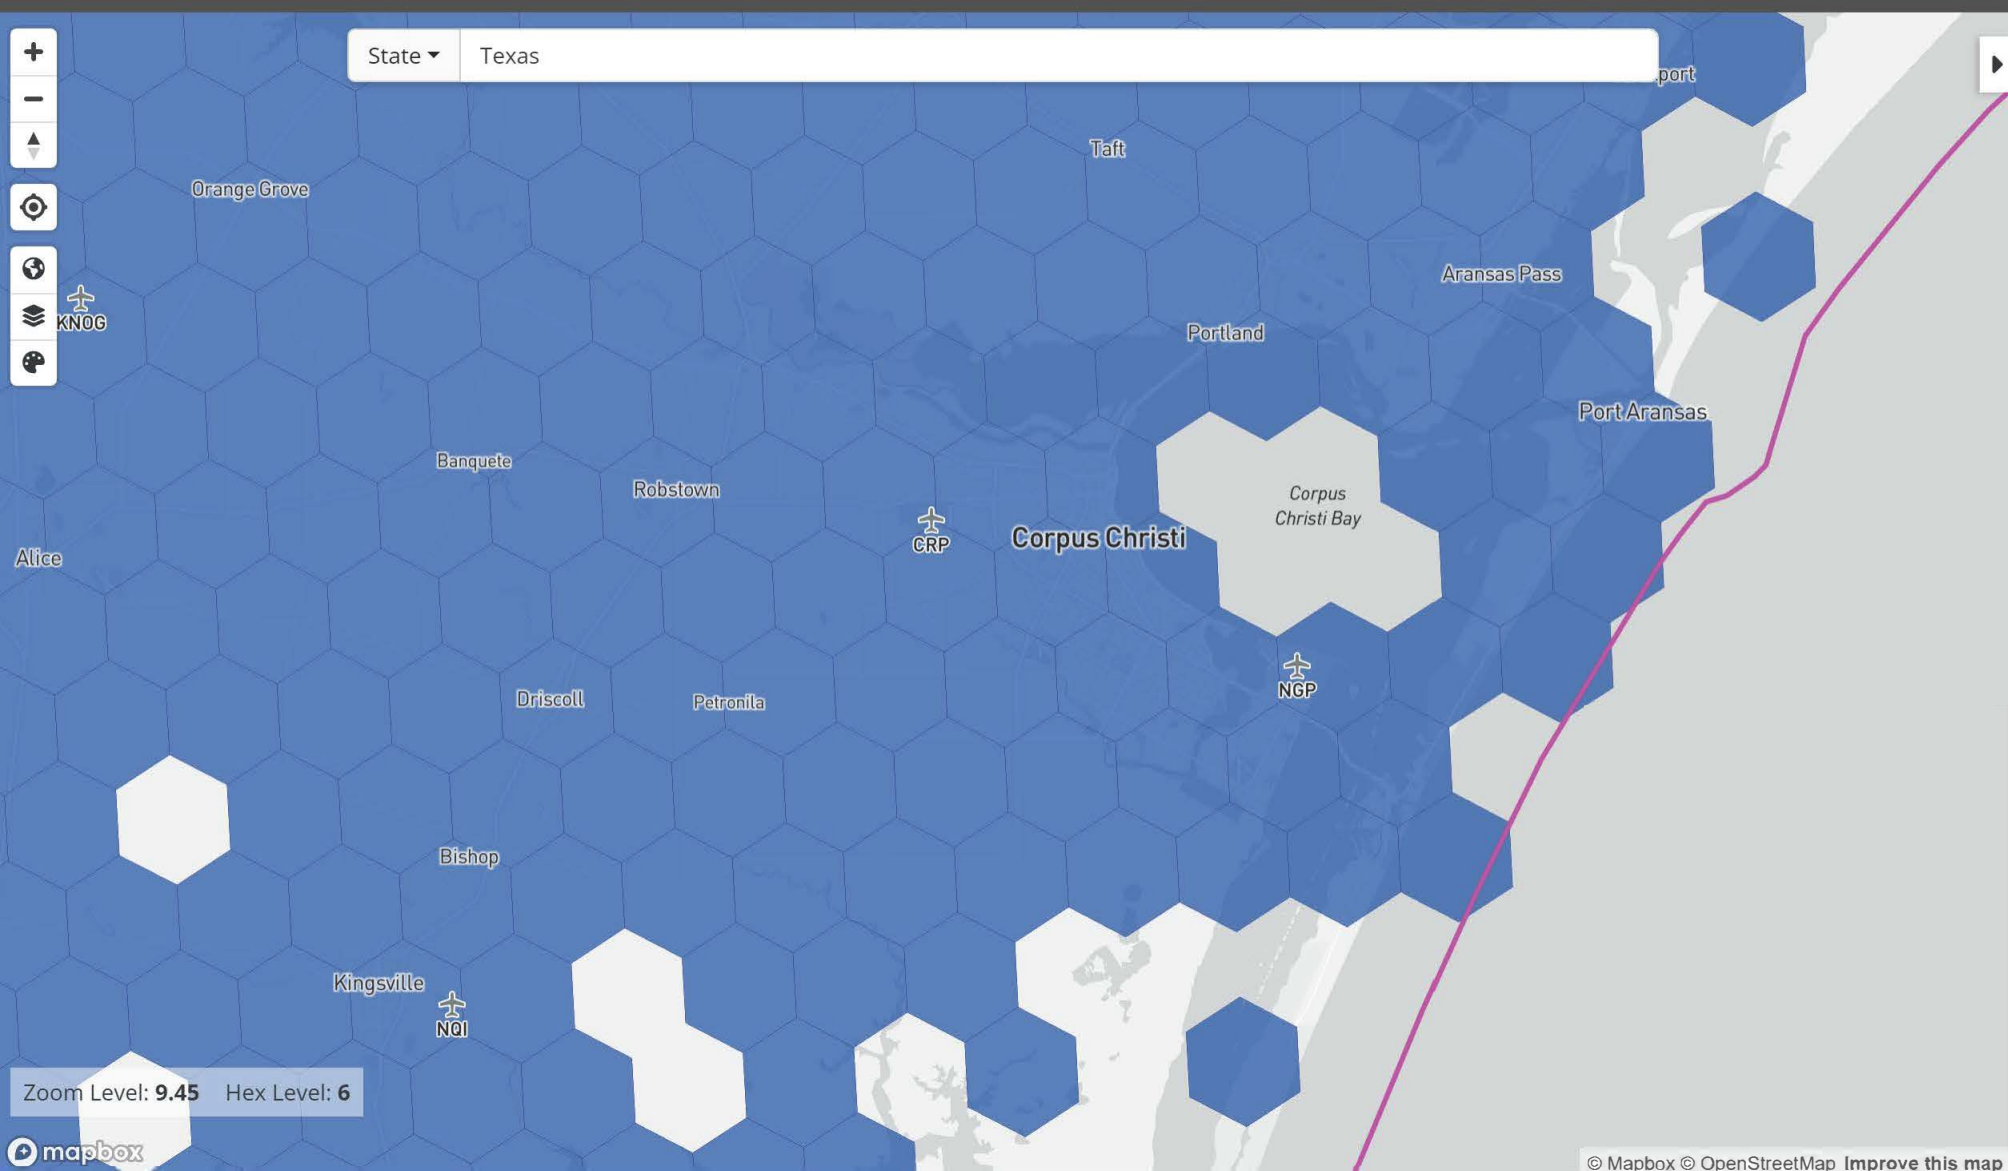 State
Texas
port
Taft
Orange Grove
Aransas Pass
KNOG
Portland
Port Aransas
Banquete
Robstown
Corpus
Christi Bay
CRP
Corpus Christi
Alice
NGP
Driscoll
Petronila
Bishop
Kingsville
NQI
Zoom Level: 9.45 Hex Level: 6
mapbox
© Mapbox © OpenStreetMap Improve this map